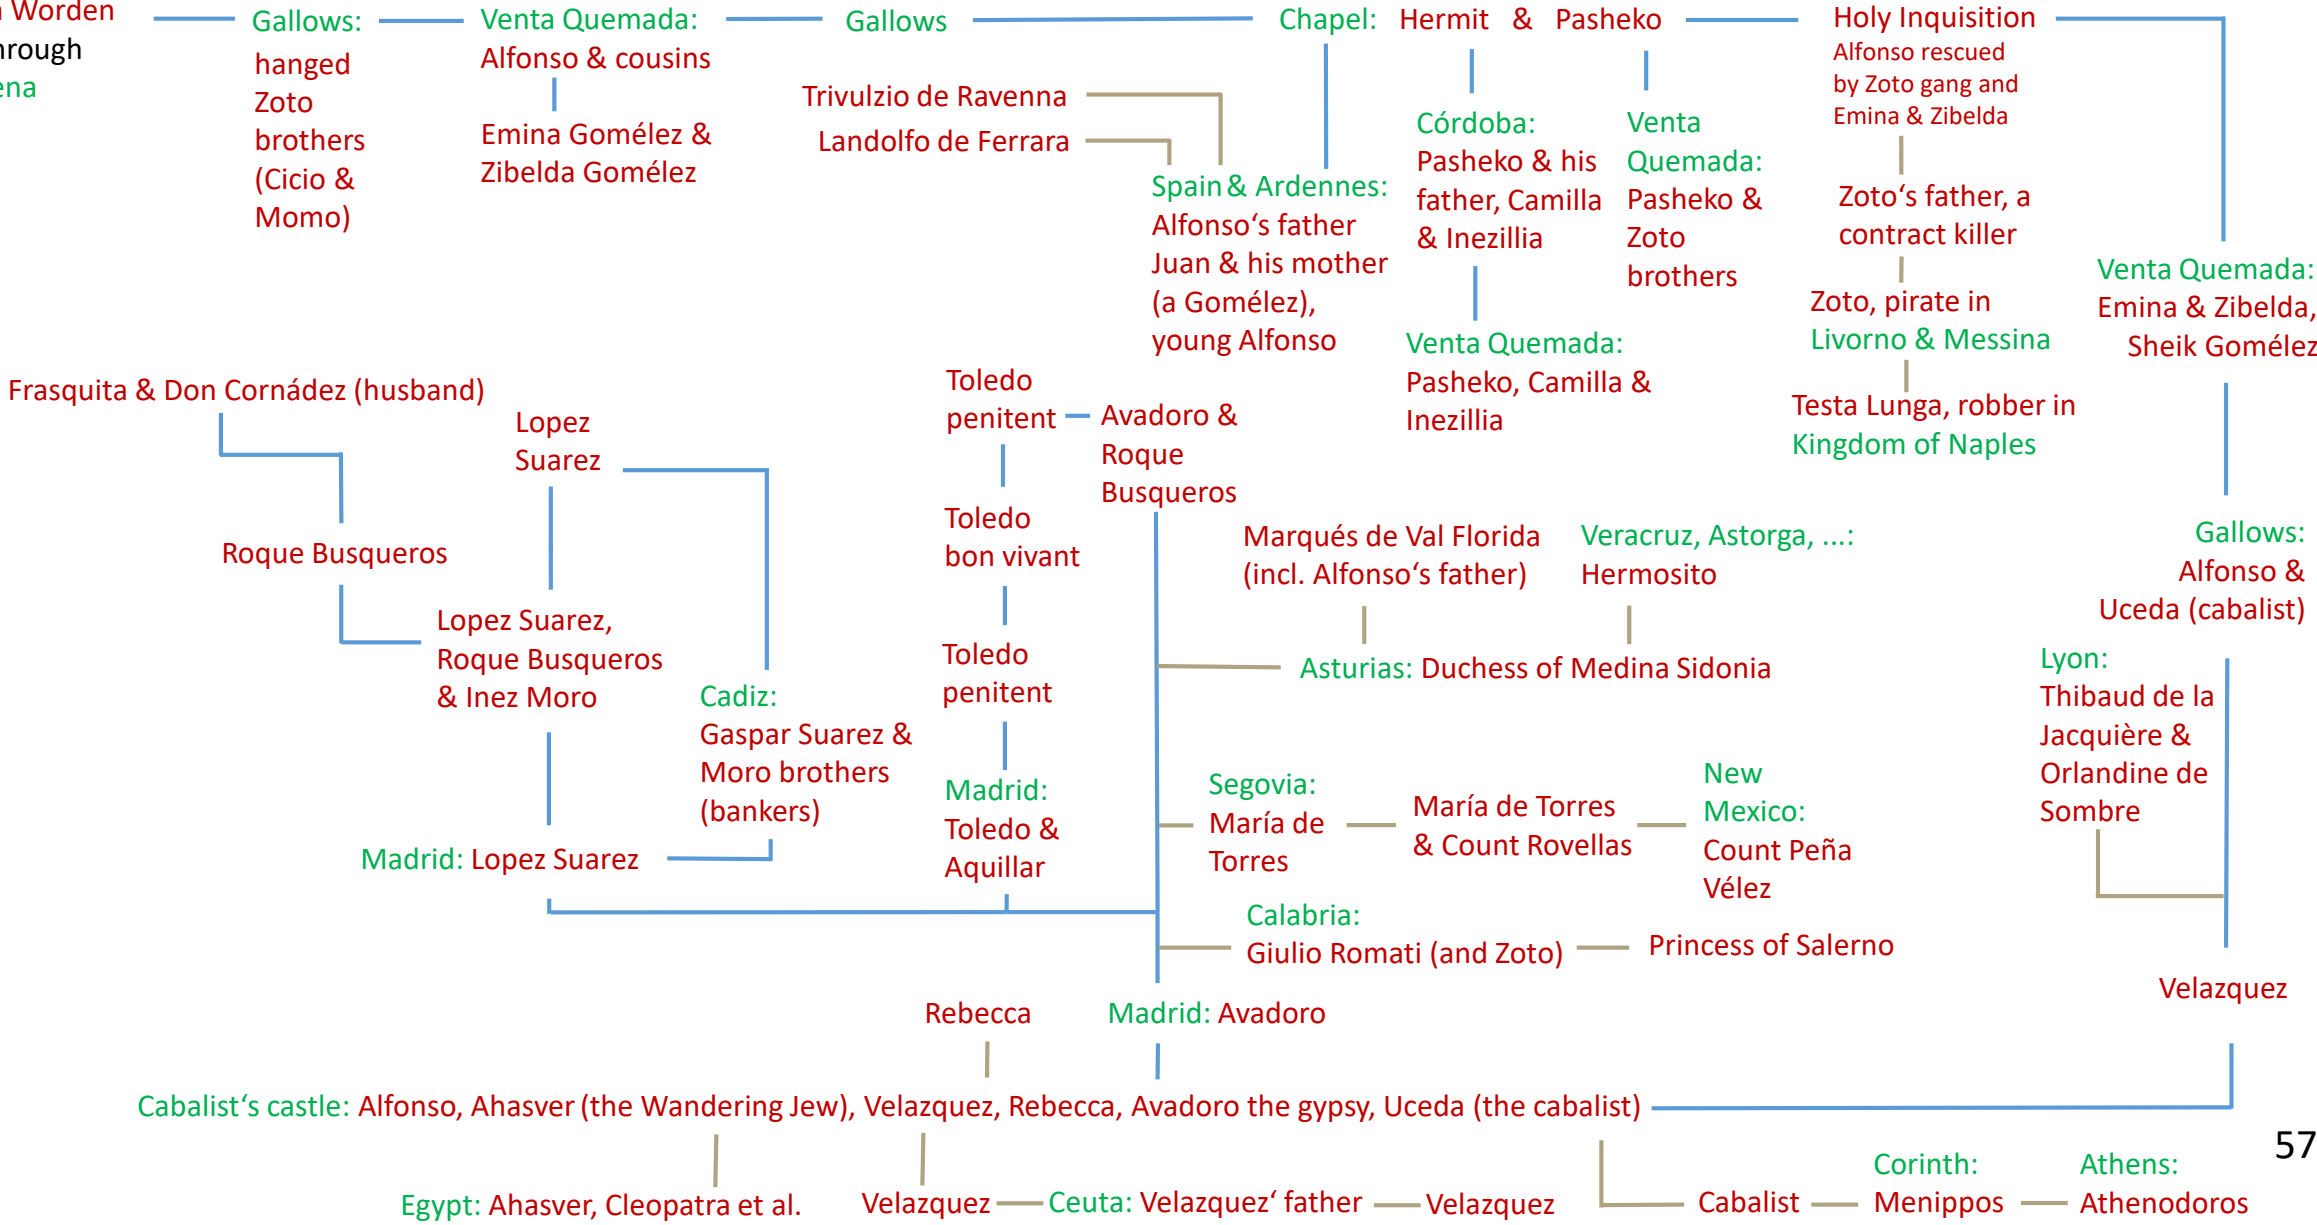 Worden
hrough
ena
Gallows:
hanged
Zoto
brothers
(Cicio &
Momo)
Venta Quemada:
Alfonso & cousins
Emina Gomélez &
Zibelda Gomélez
Gallows
Trivulzio de Ravenna
Landolfo de Ferrara
Chapel: Hermit & Pasheko
Spain & Ardennes:
Alfonso‘s father
Juan & his mother
(a Gomélez),
young Alfonso
Córdoba:
Pasheko & his
father, Camilla
& Inezillia
Venta Quemada:
Pasheko, Camilla &
Inezillia
Venta
Quemada:
Pasheko &
Zoto
brothers
Holy Inquisition
Alfonso rescued
by Zoto gang and
Emina & Zibelda
Zoto‘s father, a
contract killer
Zoto, pirate in
Livorno & Messina
Testa Lunga, robber in
Kingdom of Naples
Venta Quemada:
Emina & Zibelda,
Sheik Gomélez
Gallows:
Alfonso &
Uceda (cabalist)
Lyon:
Thibaud de la
Jacquière &
Orlandine de
Sombre
Velazquez
Frasquita & Don Cornádez (husband)
Roque Busqueros
Lopez
Suarez
Lopez Suarez,
Roque Busqueros
& Inez Moro
Cadiz:
Gaspar Suarez &
Moro brothers
(bankers)
Madrid: Lopez Suarez
Toledo
penitent
Toledo
bon vivant
Toledo
penitent
Madrid:
Toledo &
Aquillar
Avadoro &
Roque
Busqueros
Marqués de Val Florida
(incl. Alfonso‘s father)
Veracruz, Astorga, ...:
Hermosito
Asturias: Duchess of Medina Sidonia
Segovia:
María de
Torres
María de Torres
& Count Rovellas
New
Mexico:
Count Peña
Vélez
Calabria:
Giulio Romati (and Zoto)
Princess of Salerno
Rebecca
Madrid: Avadoro
Cabalist‘s castle: Alfonso, Ahasver (the Wandering Jew), Velazquez, Rebecca, Avadoro the gypsy, Uceda (the cabalist)
57
Egypt: Ahasver, Cleopatra et al.
Velazquez
Ceuta: Velazquez‘ father
Velazquez
Cabalist
Corinth:
Menippos
Athens:
Athenodoros